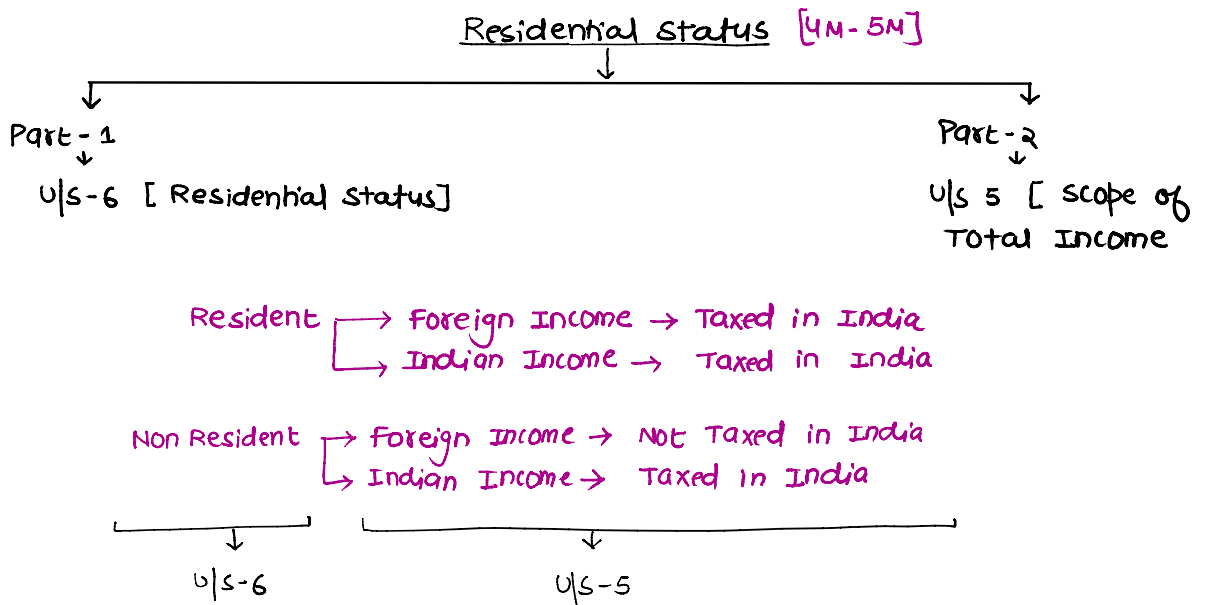 Residential Status [4M-5M]
Part-1
Part-2
U/S-6 [Residential Status]
U/S 5 [Scope of
Total Income
Resident → Foreign Income → Taxed in India
→ Indian Income → Taxed in India
Non Resident → Foreign Income → Not Taxed in India
→ Indian Income → Taxed in India
U/S-6
U/S-5